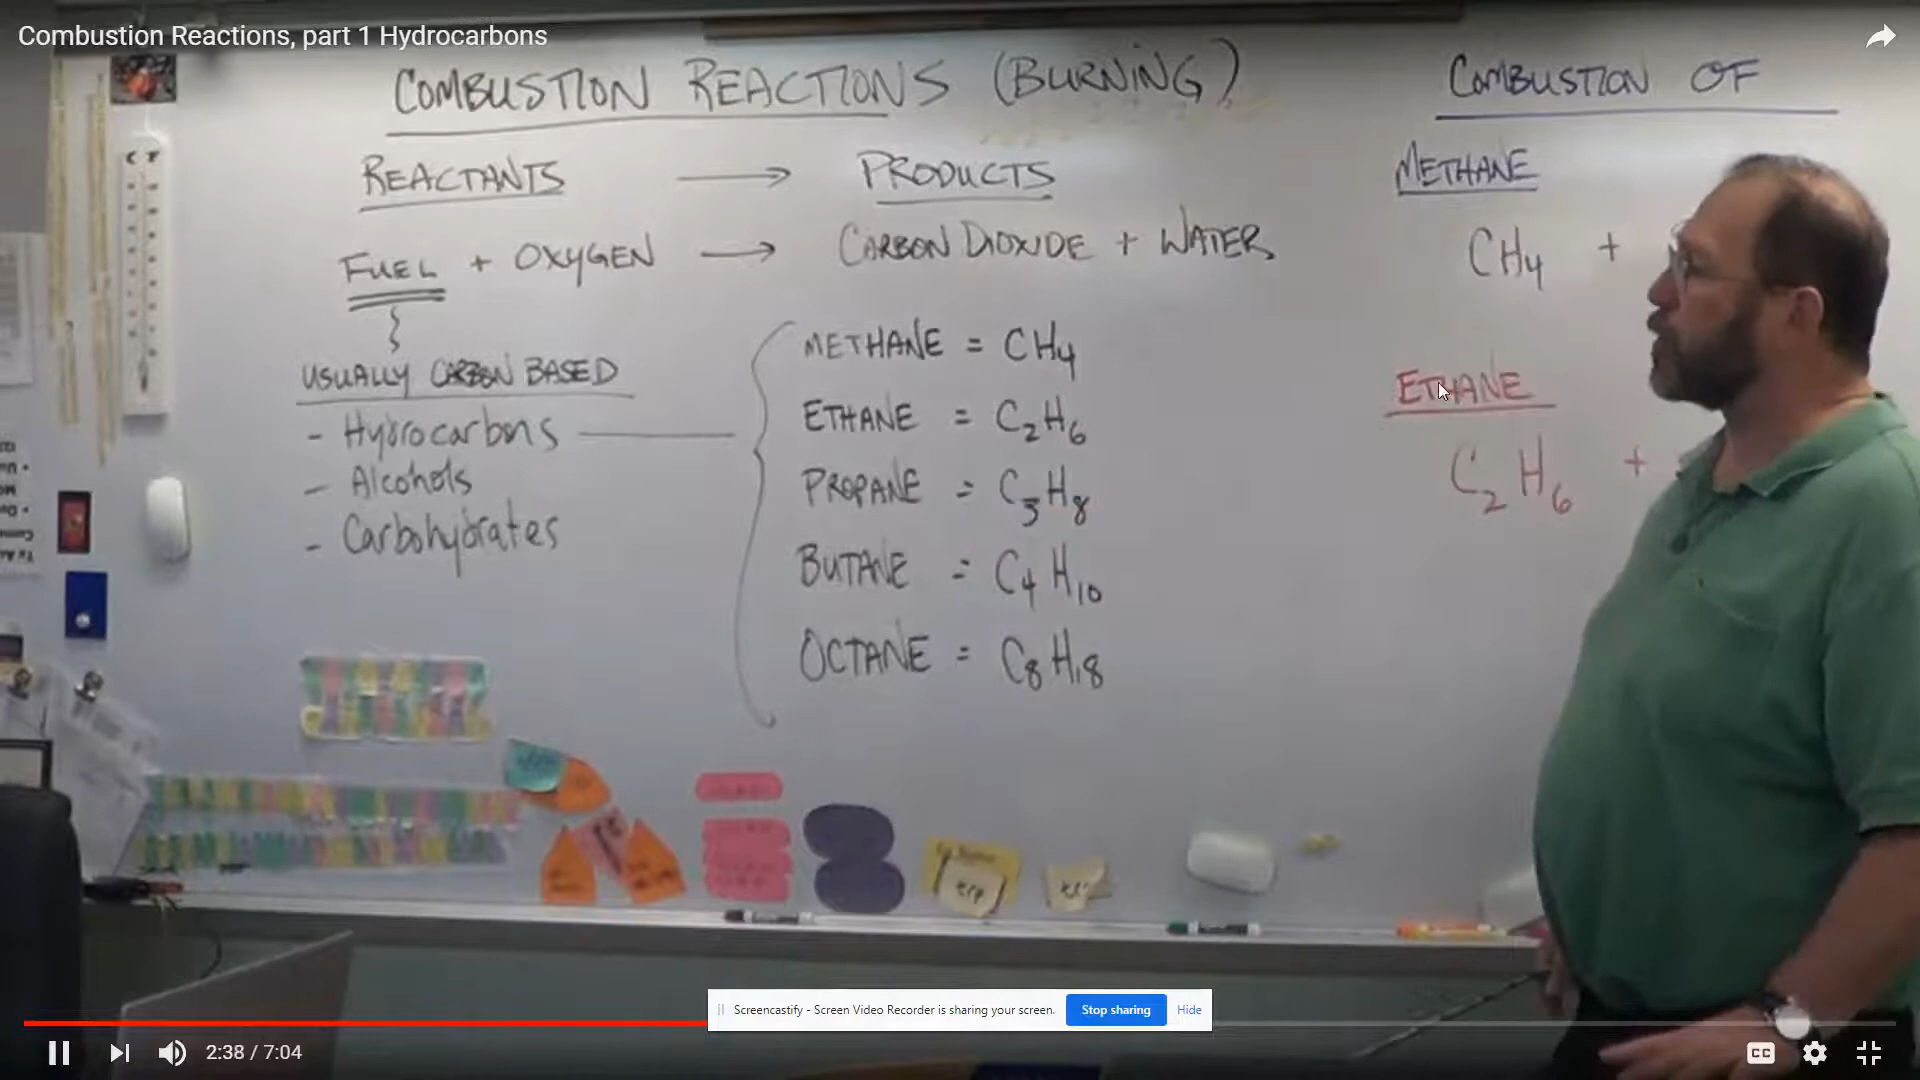 Combustion Reactions, part 1 Hydrocarbons
COMBUSTION REACTIONS (BURNING)
REACTANTS → PRODUCTS
FUEL + OXYGEN → CARBON DIOXIDE + WATER
USUALLY CARBON BASED
- Hydrocarbons
- Alcohols
- Carbohydrates
METHANE = CH4
ETHANE = C2H6
PROPANE = C3H8
BUTANE = C4H10
OCTANE = C8H18
COMBUSTION OF
METHANE
CH4 +
ETHANE
C2H6 +
C F
Screencastify - Screen Video Recorder is sharing your screen. Stop sharing Hide
2:38 / 7:04
CC